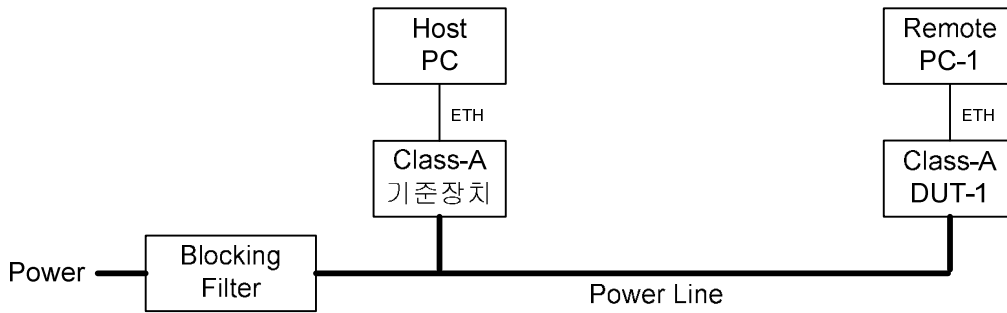 Host
PC
Remote
PC-1
ETH
ETH
Class-A
기준장치
Class-A
DUT-1
Power
Blocking
Filter
Power Line